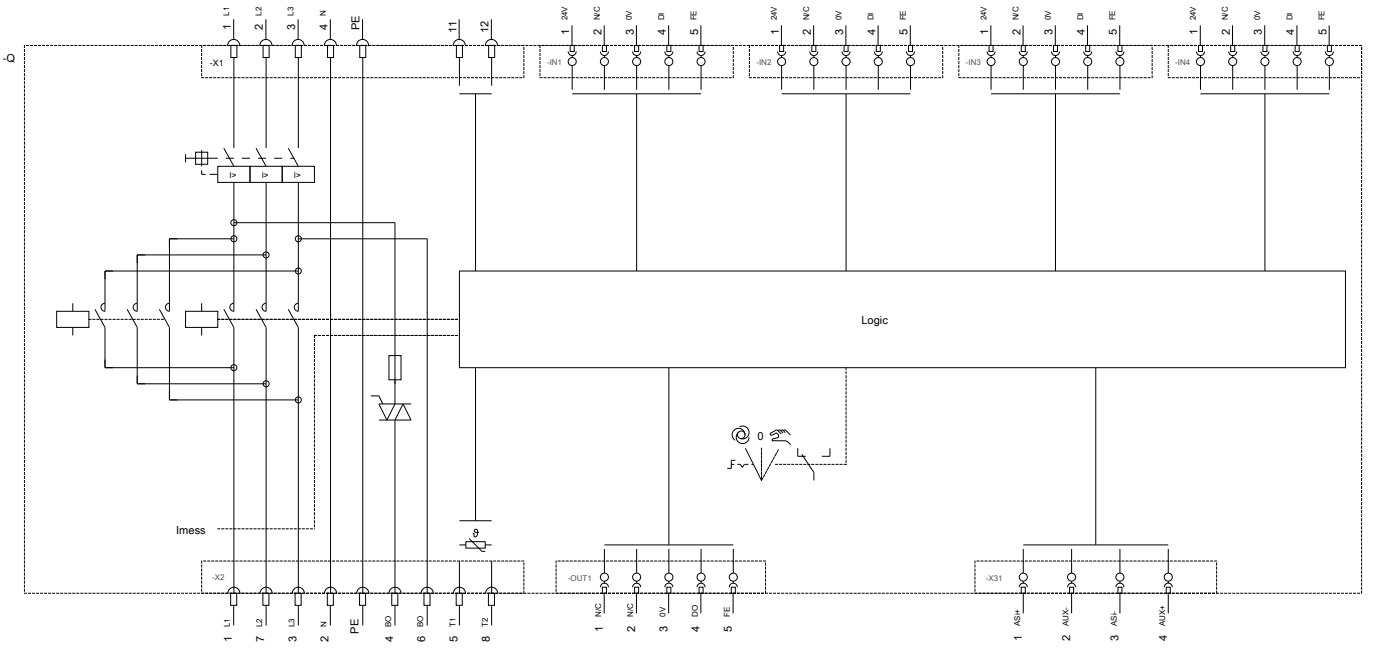 -Q
-X1
1 L1
2 L2
3 L3
4 N
PE
11
12
-IN1
1 24V
2 N/C
3 0V
4 DI
5 FE
-IN2
1 24V
2 N/C
3 0V
4 DI
5 FE
-IN3
1 24V
2 N/C
3 0V
4 DI
5 FE
-IN4
1 24V
2 N/C
3 0V
4 DI
5 FE
I>
I>
I>
Logic
0
Imess
ϑ
-X2
1 L1
7 L2
3 L3
2 N
PE
4 BO
6 BO
5 T1
8 T2
-OUT1
1 N/C
2 N/C
3 0V
4 DO
5 FE
-X31
1 ASi+
2 AUX-
3 ASi-
4 AUX+